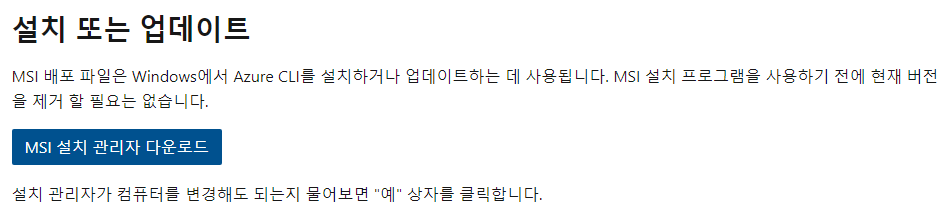 설치 또는 업데이트
MSI 배포 파일은 Windows에서 Azure CLI를 설치하거나 업데이트하는 데 사용됩니다. MSI 설치 프로그램을 사용하기 전에 현재 버전
을 제거 할 필요는 없습니다.
MSI 설치 관리자 다운로드
설치 관리자가 컴퓨터를 변경해도 되는지 물어보면 "예" 상자를 클릭합니다.